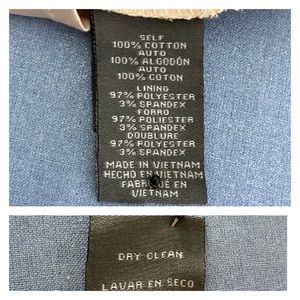 SELF
100% COTTON
AUTO
100% ALGODÓN
AUTO
100% COTON
LINING
97% POLYESTER
3% SPANDEX
FORRO
97% POLIESTER
3% SPANDEX
DOUBLURE
97% POLYESTER
3% SPANDEX
MADE IN VIETNAM
HECHO EN VIETNAM
FABRIQUÉ EN
VIETNAM
DRY CLEAN
LAVAR EN SECO